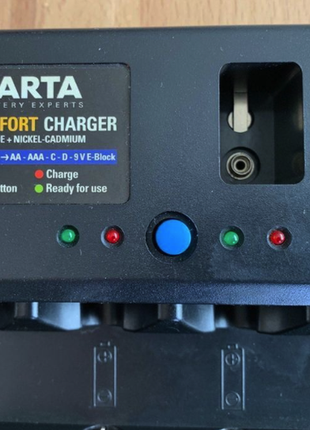 ARTA
ERY EXPERTS
FORT CHARGER
E + NICKEL-CADMIUM
→ AA - AAA - C - D - 9 V E-Block
Charge
tton Ready for use